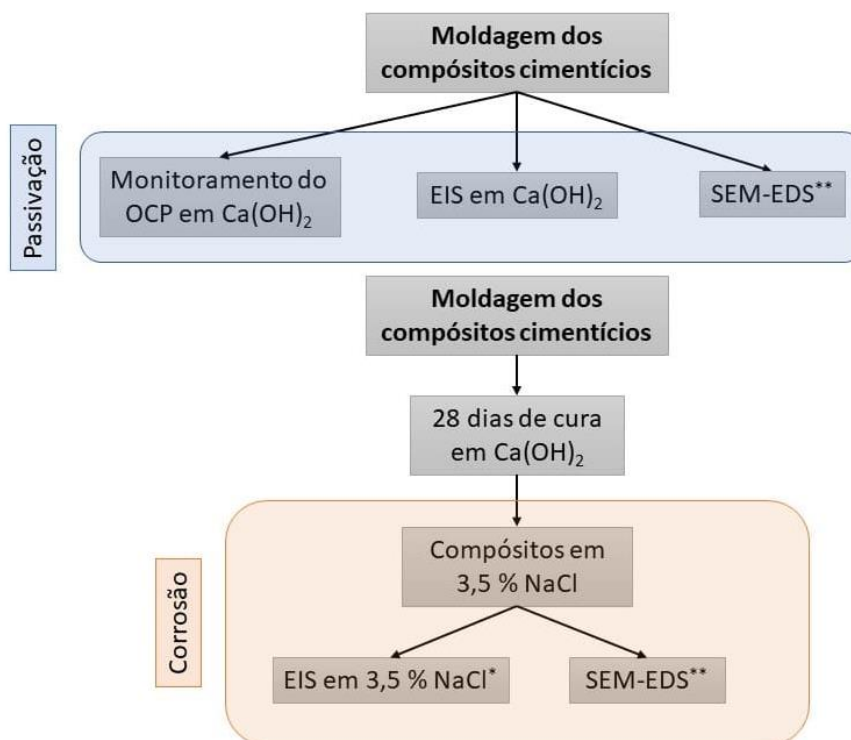 Moldagem dos
compósitos cimentícios
Passivação
Monitoramento do
OCP em Ca(OH)₂
EIS em Ca(OH)₂
SEM-EDS**
Moldagem dos
compósitos cimentícios
28 dias de cura
em Ca(OH)₂
Corrosão
Compósitos em
3,5 % NaCl
EIS em 3,5 % NaCl*
SEM-EDS**